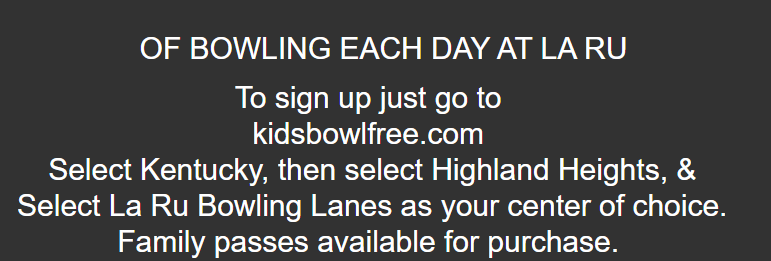 OF BOWLING EACH DAY AT LA RU
To sign up just go to
kidsbowlfree.com
Select Kentucky, then select Highland Heights, &
Select La Ru Bowling Lanes as your center of choice.
Family passes available for purchase.